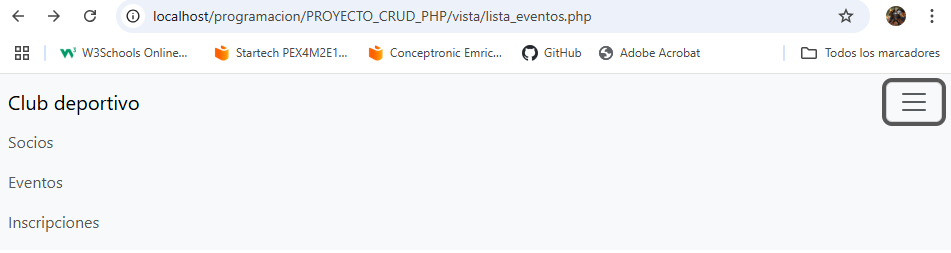 localhost/programacion/PROYECTO_CRUD_PHP/vista/lista_eventos.php
W3Schools Online... Startech PEX4M2E1... Conceptronic Emric... GitHub Adobe Acrobat Todos los marcadores
Club deportivo
Socios
Eventos
Inscripciones